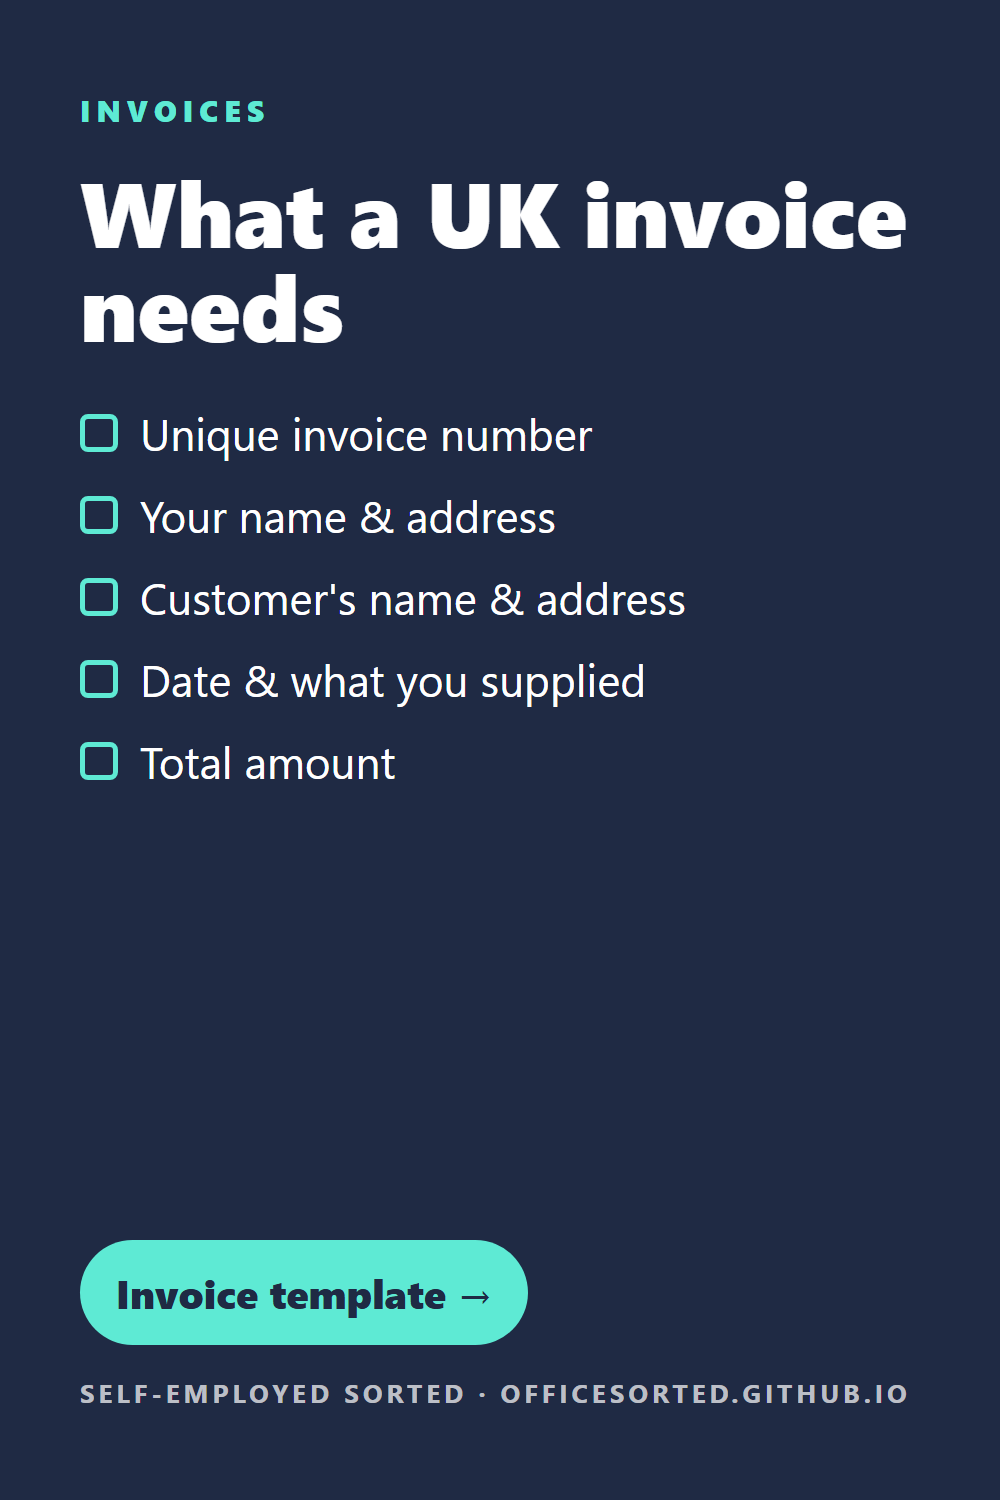 INVOICES
What a UK invoice
needs
Unique invoice number
Your name & address
Customer's name & address
Date & what you supplied
Total amount
Invoice template →
SELF-EMPLOYED SORTED · OFFICESORTED.GITHUB.IO